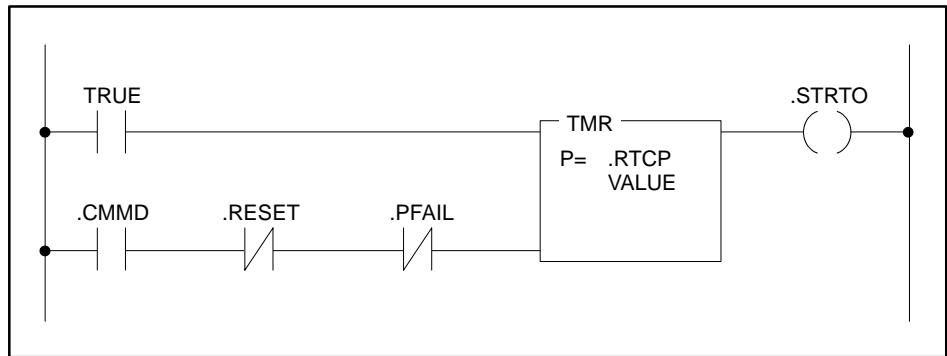 TRUE
.STRTO
TMR
P= .RTCP
VALUE
.CMMD
.RESET
.PFAIL